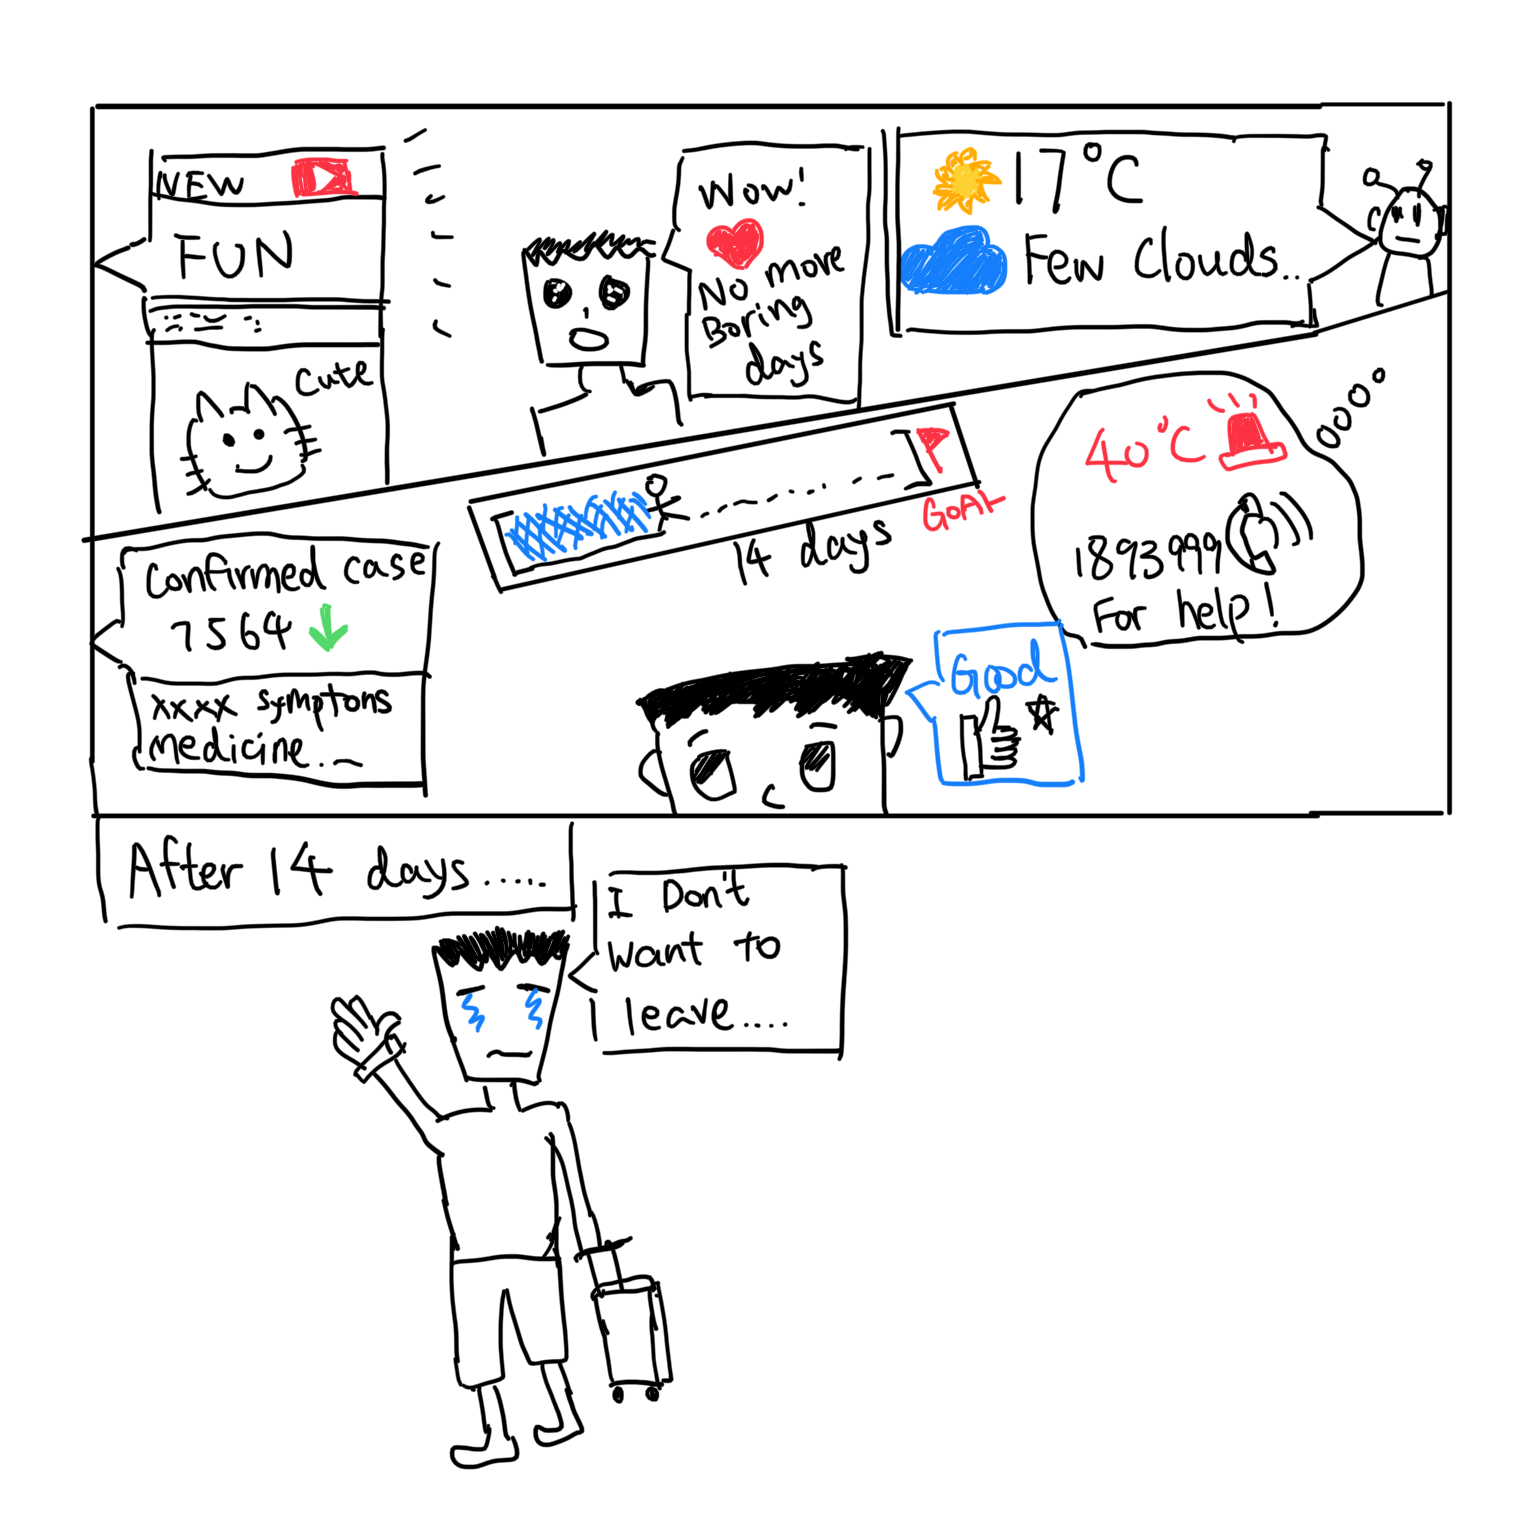 NEW
FUN
Cute
Wow!
No more
Boring
days
17°C
Few Clouds..
14 days
GOAL
40°C
1893999
For help!
Confirmed case
7564
xxxx symptons
medicine...
Good
After 14 days.....
I Don't
want to
leave.....